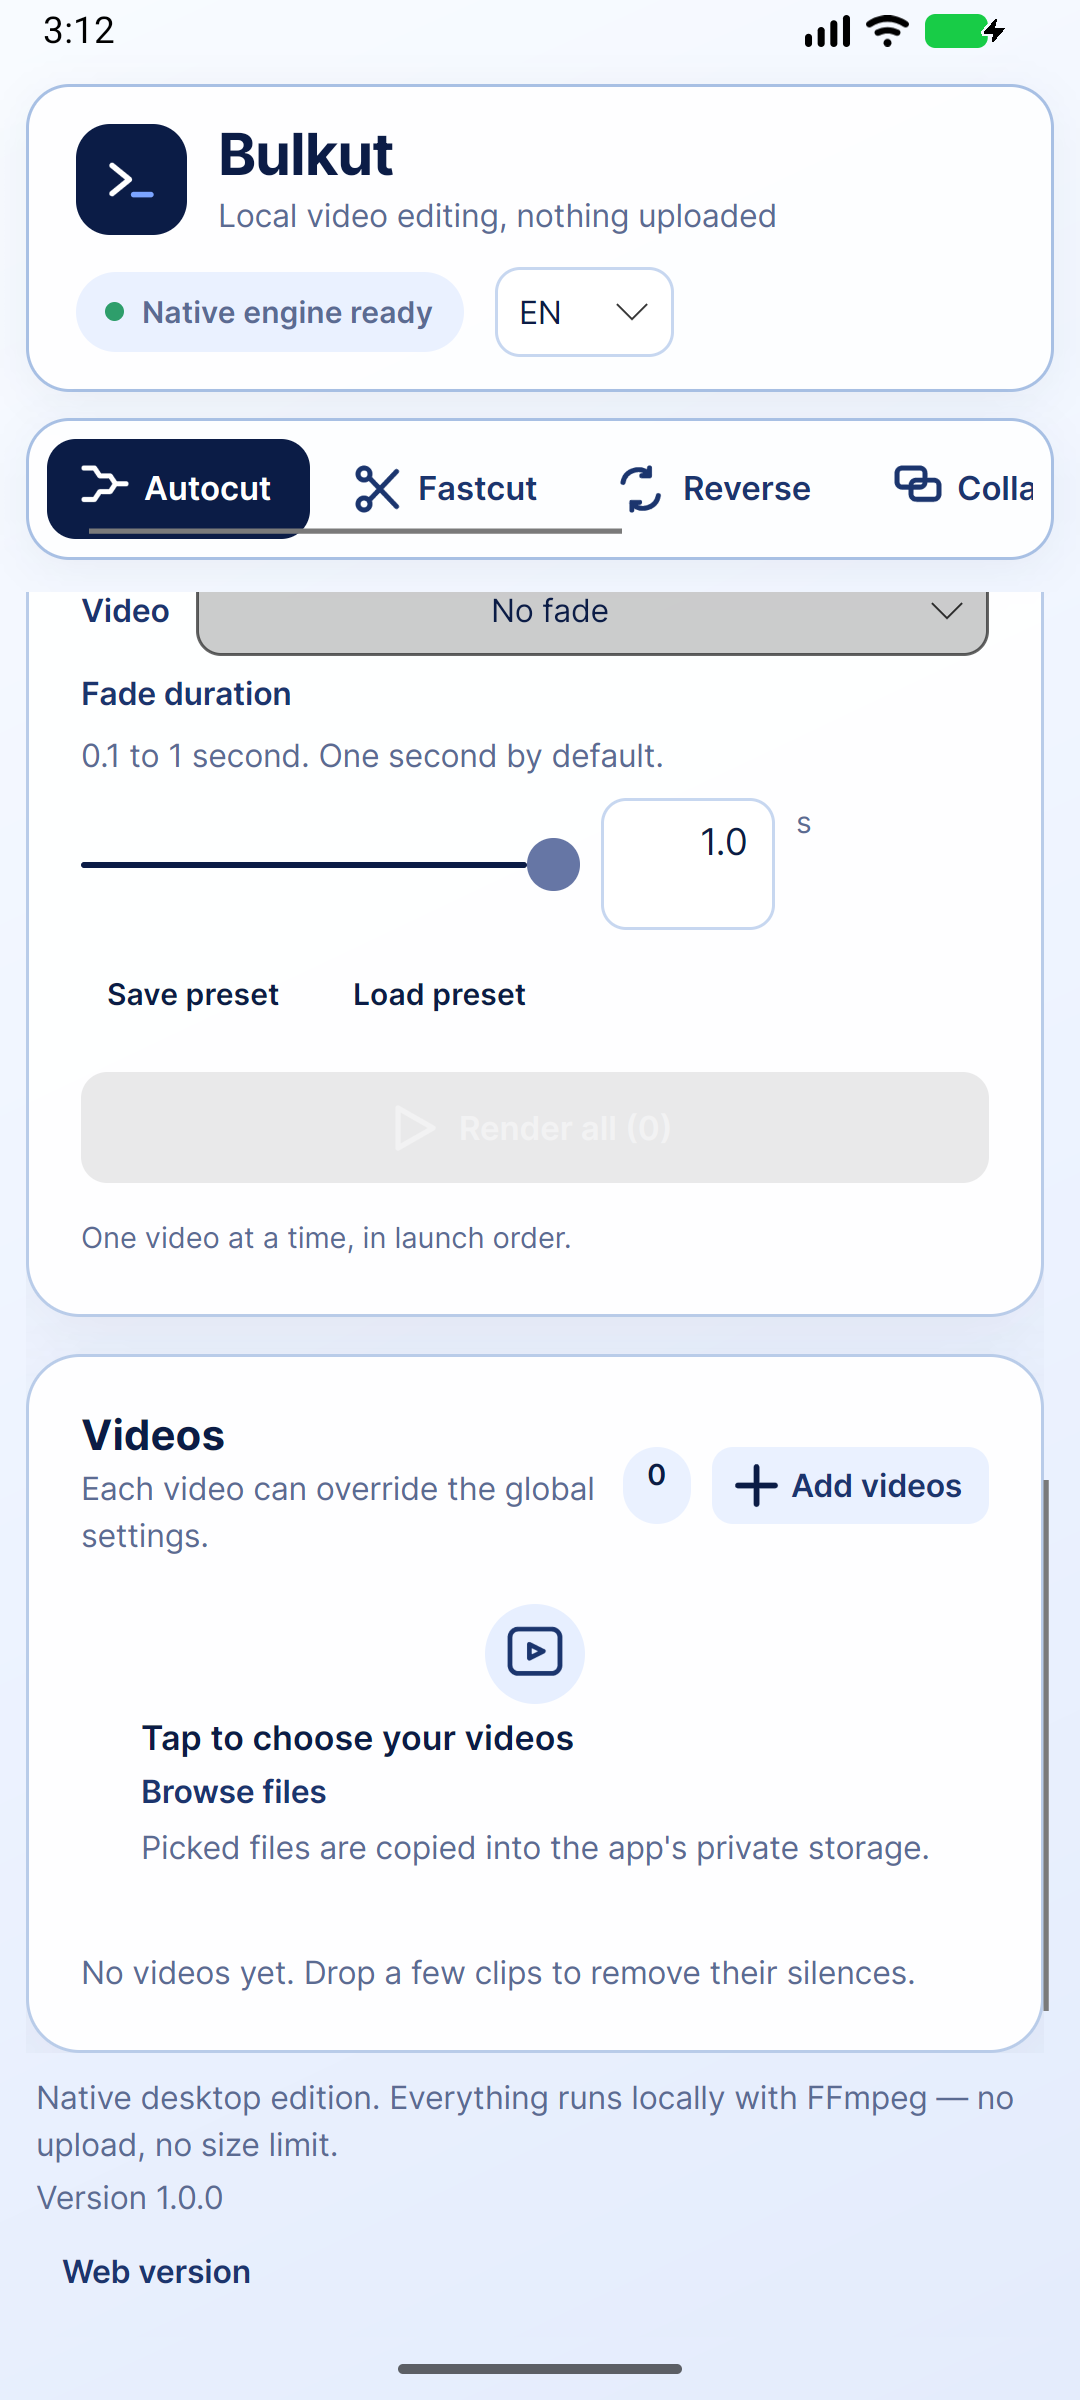 3:12
Bulkut
Local video editing, nothing uploaded
Native engine ready
EN
Autocut
Fastcut
Reverse
Colla
Video
No fade
Fade duration
0.1 to 1 second. One second by default.
1.0
s
Save preset
Load preset
Render all (0)
One video at a time, in launch order.
Videos
Each video can override the global
settings.
0
Add videos
Tap to choose your videos
Browse files
Picked files are copied into the app's private storage.
No videos yet. Drop a few clips to remove their silences.
Native desktop edition. Everything runs locally with FFmpeg — no
upload, no size limit.
Version 1.0.0
Web version